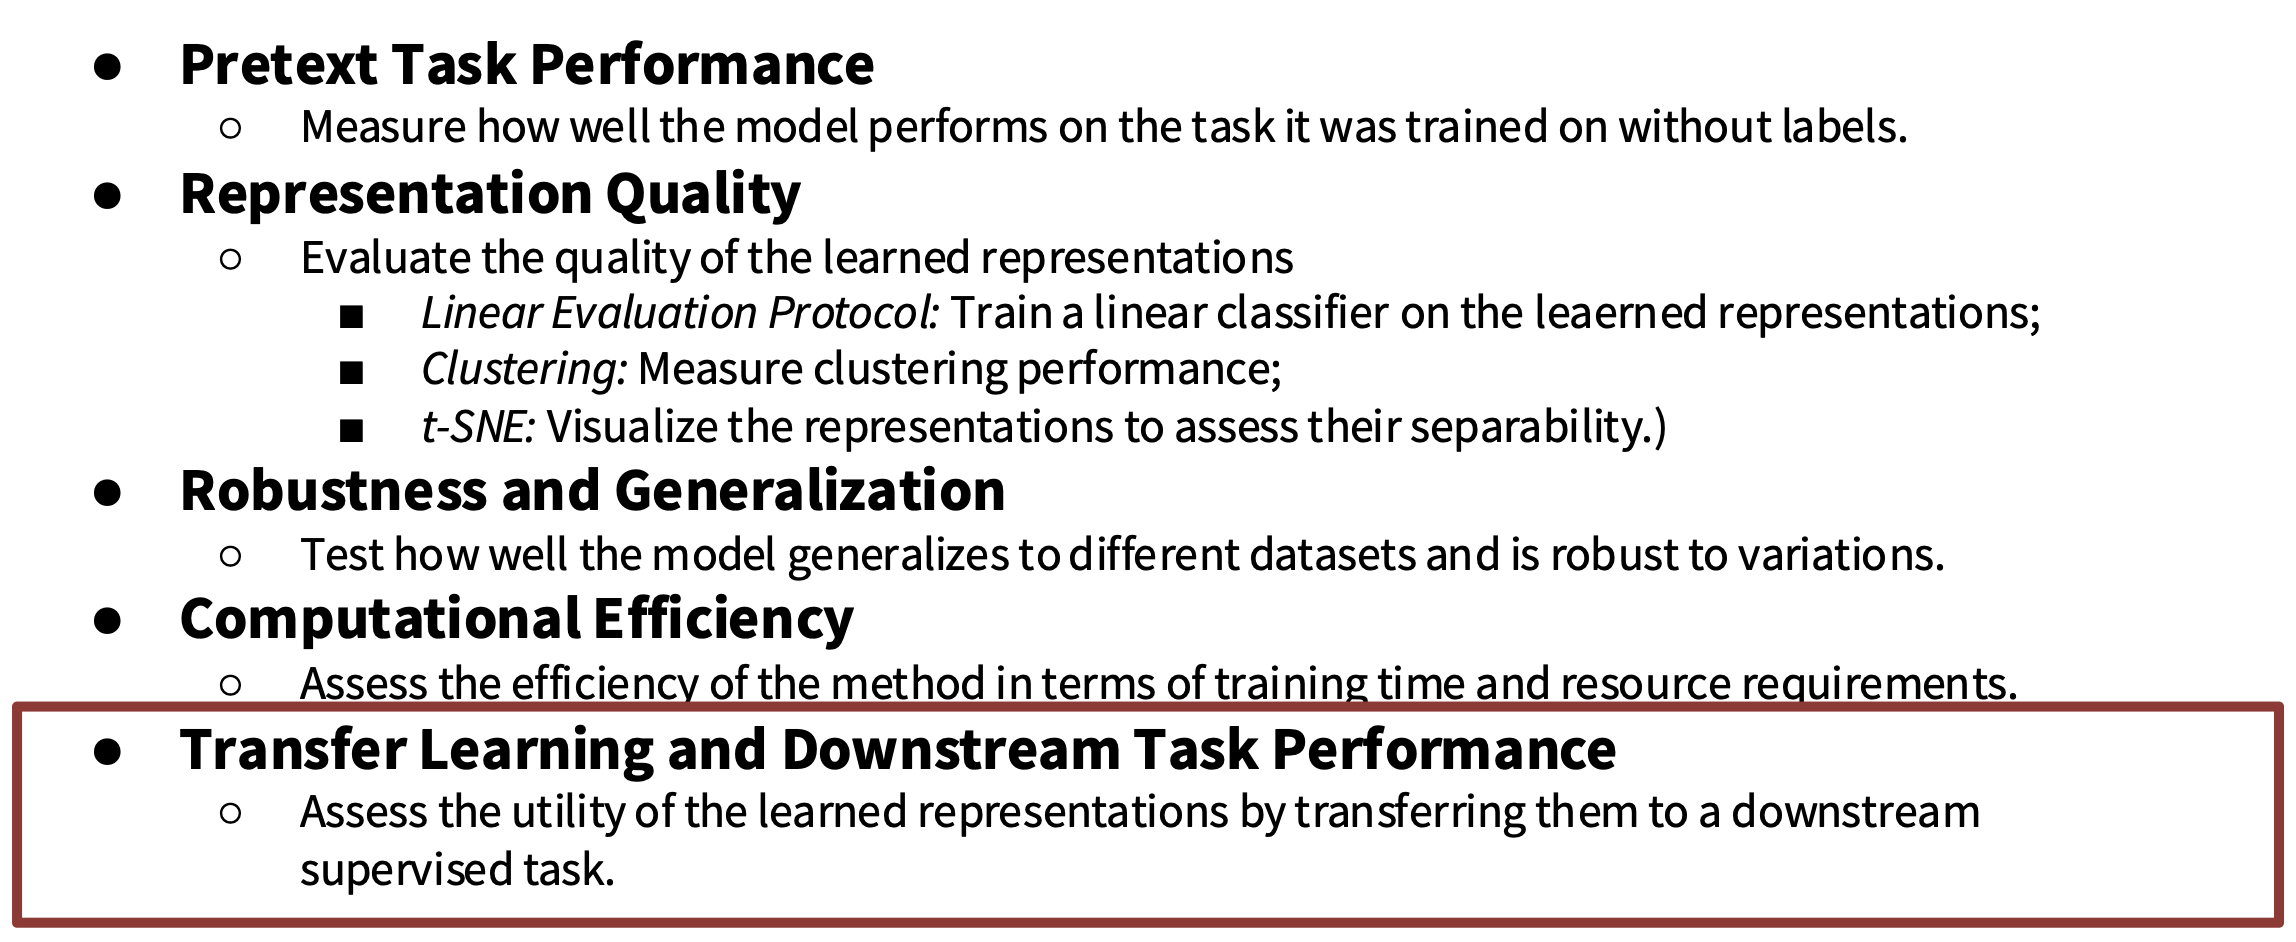 ● Pretext Task Performance
○ Measure how well the model performs on the task it was trained on without labels.
● Representation Quality
○ Evaluate the quality of the learned representations
■ Linear Evaluation Protocol: Train a linear classifier on the leaerned representations;
■ Clustering: Measure clustering performance;
■ t-SNE: Visualize the representations to assess their separability.)
● Robustness and Generalization
○ Test how well the model generalizes to different datasets and is robust to variations.
● Computational Efficiency
○ Assess the efficiency of the method in terms of training time and resource requirements.
● Transfer Learning and Downstream Task Performance
○ Assess the utility of the learned representations by transferring them to a downstream
supervised task.